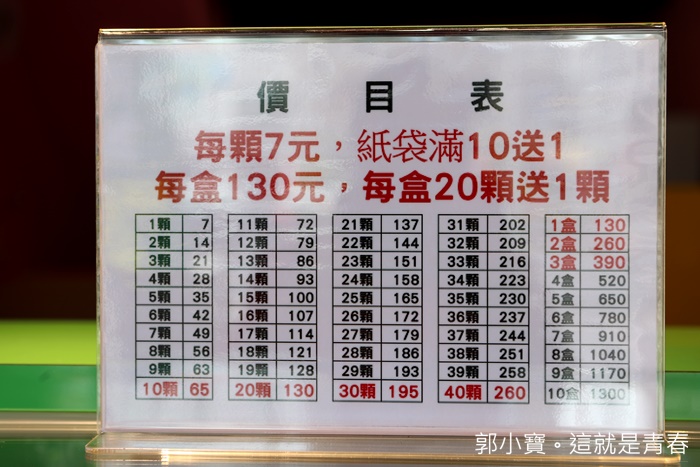 價目表
每顆7元，紙袋滿10送1
每盒130元，每盒20顆送1顆
1顆 7 11顆 72 21顆 137 31顆 202 1盒 130
2顆 14 12顆 79 22顆 144 32顆 209 2盒 260
3顆 21 13顆 86 23顆 151 33顆 216 3盒 390
4顆 28 14顆 93 24顆 158 34顆 223 4盒 520
5顆 35 15顆 100 25顆 165 35顆 230 5盒 650
6顆 42 16顆 107 26顆 172 36顆 237 6盒 780
7顆 49 17顆 114 27顆 179 37顆 244 7盒 910
8顆 56 18顆 121 28顆 186 38顆 251 8盒 1040
9顆 63 19顆 128 29顆 193 39顆 258 9盒 1170
10顆 65 20顆 130 30顆 195 40顆 260 10盒 1300
郭小寶。這就是青春